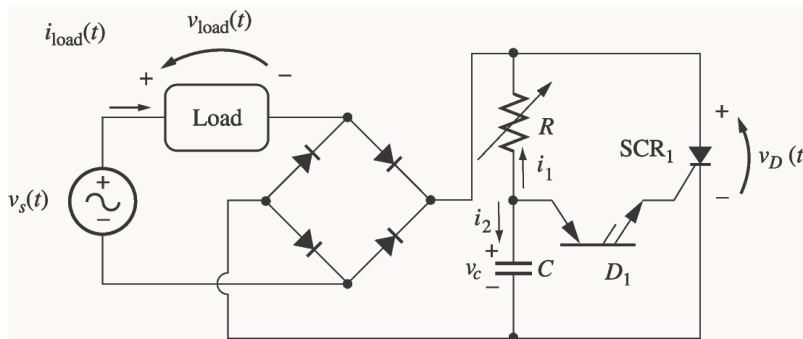 i_load(t)
v_load(t)
+
−
Load
v_s(t)
+
−
R
i_1
i_2
+
v_c
−
C
D_1
SCR_1
+
v_D (t
−